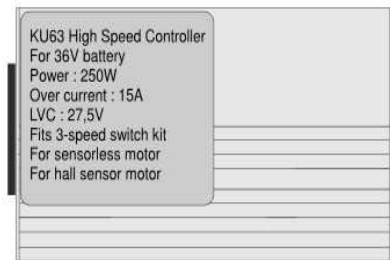 KU63 High Speed Controller
For 36V battery
Power : 250W
Over current : 15A
LVC : 27,5V
Fits 3-speed switch kit
For sensorless motor
For hall sensor motor